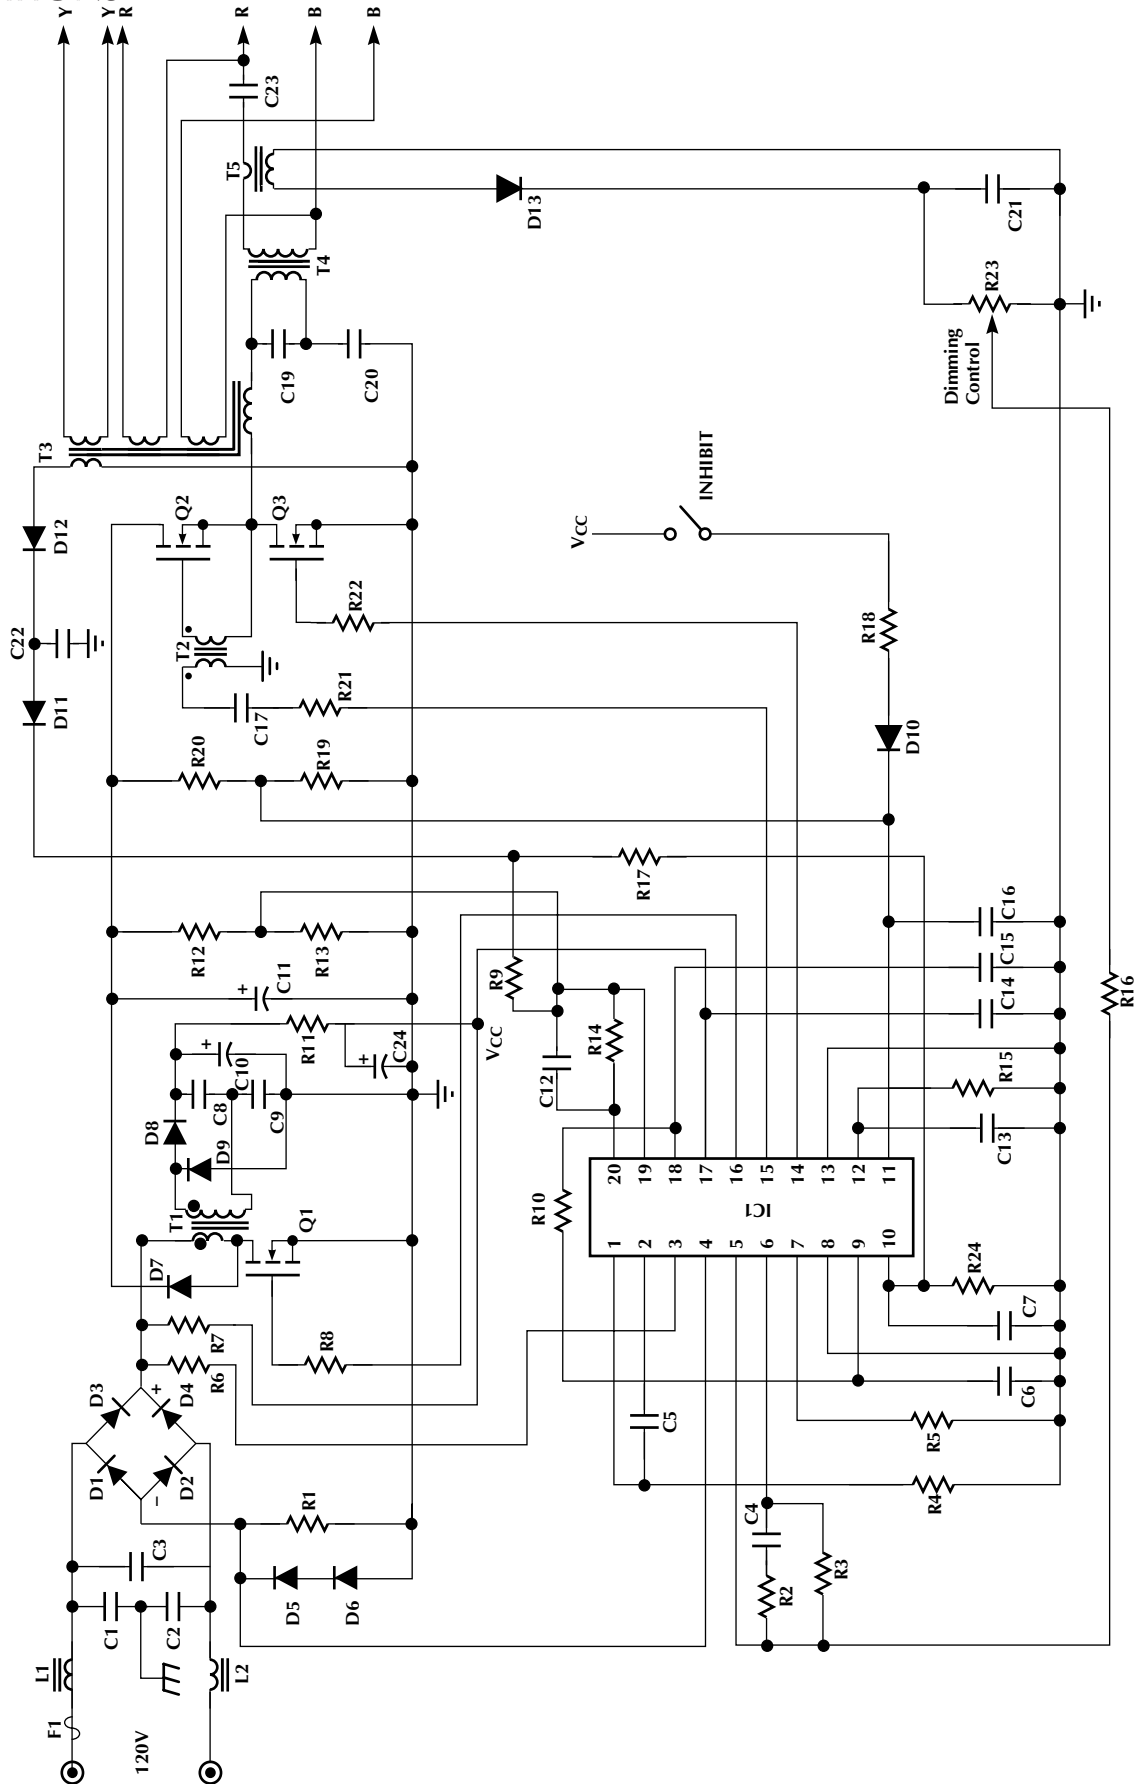 C22
L1
T3
F1
D11
D12
Y
D1
D3
Y
C1
R
120V
D7
D8
C3
+
–
C2
D2
D4
T1
T2
Q2
R6
R7
D9
R12
R20
C8
T5
L2
+
C10
R
C17
C23
D5
R1
C9
Q1
+
C11
Q3
C19
R8
R11
R13
R19
T4
B
D6
R21
R22
+
C24
C20
B
VCC
R9
D13
R10
C12
VCC
R14
1
20
R17
2
19
C5
3
18
4
17
INHIBIT
5
16
C4
IC1
6
15
R2
7
14
8
13
R3
9
12
10
11
R18
D10
R5
R4
Dimming
Control
R24
R23
C13
R15
C14
C15
C16
C6
C7
C21
R16